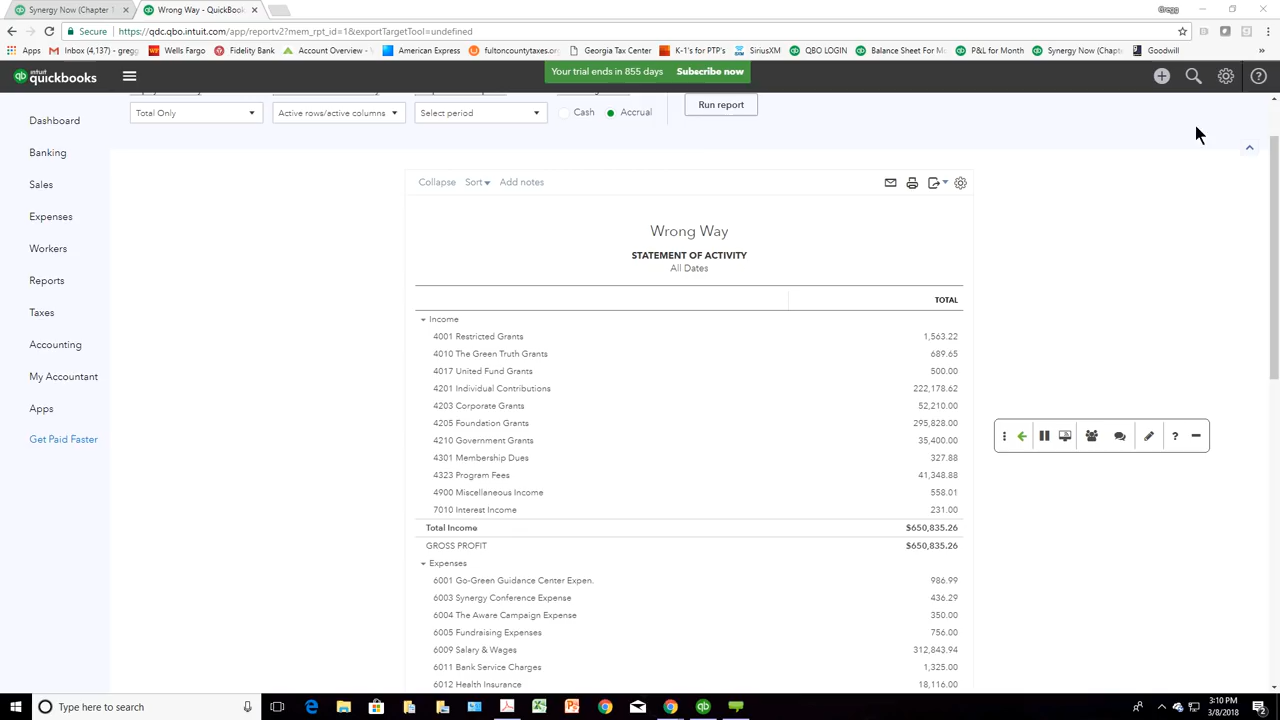 Synergy Now (Chapter 1
Wrong Way - QuickBook
Gregg
Secure https://qdc.qbo.intuit.com/app/reportv2?mem_rpt_id=1&exportTargetTool=undefined
Apps Inbox (4,137) - gregg Wells Fargo Fidelity Bank Account Overview - American Express fultoncountytaxes.org Georgia Tax Center K-1's for PTP's SiriusXM QBO LOGIN Balance Sheet For M P&L for Month Synergy Now (Chapt Goodwill
intuit quickbooks
Your trial ends in 855 days Subscribe now
Total Only Active rows/active columns Select period Cash Accrual Run report
Dashboard
Banking
Sales
Expenses
Workers
Reports
Taxes
Accounting
My Accountant
Apps
Get Paid Faster
Collapse Sort Add notes
Wrong Way
STATEMENT OF ACTIVITY
All Dates
TOTAL
Income
4001 Restricted Grants 1,563.22
4010 The Green Truth Grants 689.65
4017 United Fund Grants 500.00
4201 Individual Contributions 222,178.62
4203 Corporate Grants 52,210.00
4205 Foundation Grants 295,828.00
4210 Government Grants 35,400.00
4301 Membership Dues 327.88
4323 Program Fees 41,348.88
4900 Miscellaneous Income 558.01
7010 Interest Income 231.00
Total Income $650,835.26
GROSS PROFIT $650,835.26
Expenses
6001 Go-Green Guidance Center Expen. 986.99
6003 Synergy Conference Expense 436.29
6004 The Aware Campaign Expense 350.00
6005 Fundraising Expenses 756.00
6009 Salary & Wages 312,843.94
6011 Bank Service Charges 1,325.00
6012 Health Insurance 18,116.00
Type here to search
3:10 PM
3/8/2018
2